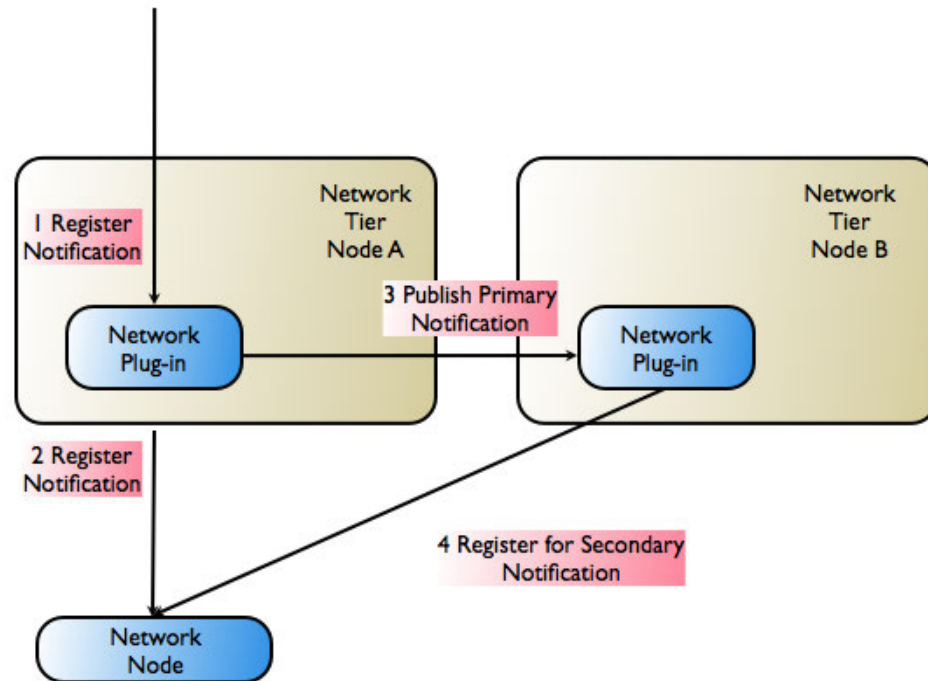 Network
Tier
Node A
Network
Tier
Node B
1 Register
Notification
3 Publish Primary
Notification
Network
Plug-in
Network
Plug-in
2 Register
Notification
4 Register for Secondary
Notification
Network
Node